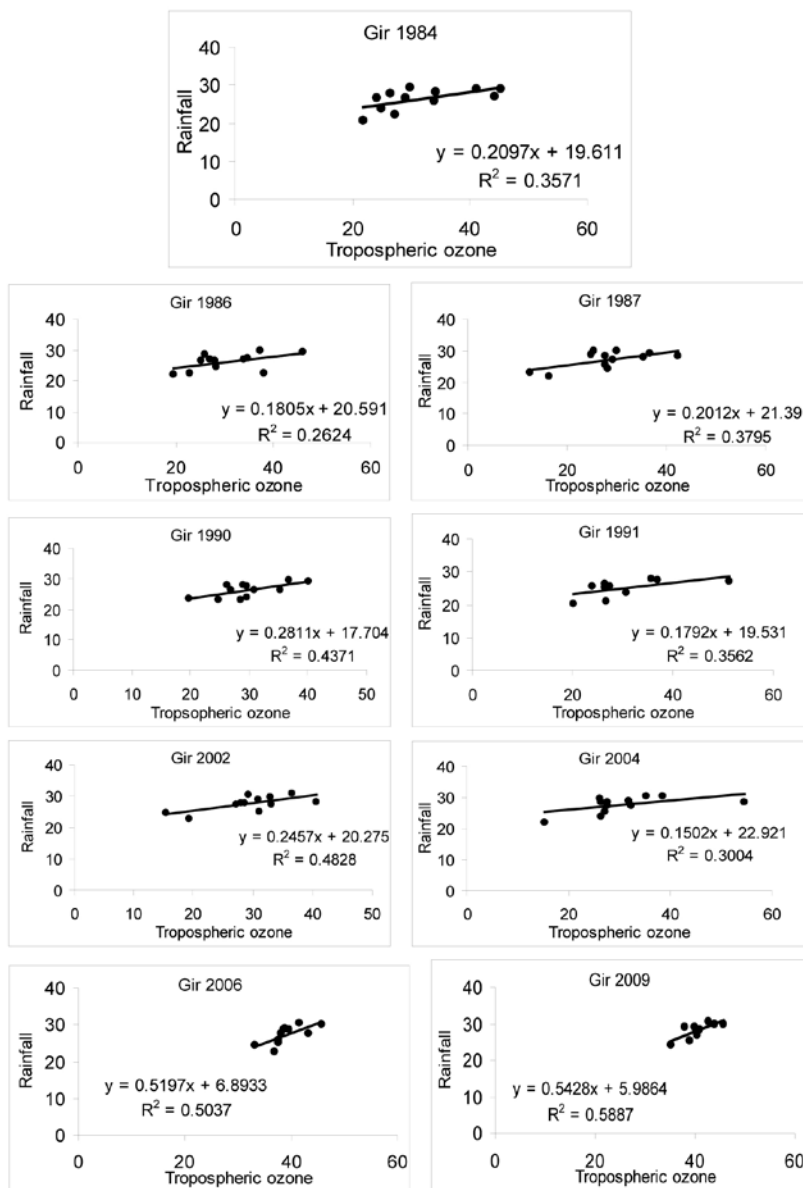 Gir 1984
40
30
20
10
0
Rainfall
y = 0.2097x + 19.611
R² = 0.3571
0 20 40 60
Tropospheric ozone
Gir 1986
40
30
20
10
0
Rainfall
y = 0.1805x + 20.591
R² = 0.2624
0 20 40 60
Tropospheric ozone
Gir 1987
40
30
20
10
0
Rainfall
y = 0.2012x + 21.39
R² = 0.3795
0 20 40 60
Tropospheric ozone
Gir 1990
40
30
20
10
0
Rainfall
y = 0.2811x + 17.704
R² = 0.4371
0 10 20 30 40 50
Tropsopheric ozone
Gir 1991
40
30
20
10
0
Rainfall
y = 0.1792x + 19.531
R² = 0.3562
0 20 40 60
Tropospheric ozone
Gir 2002
40
30
20
10
0
Rainfall
y = 0.2457x + 20.275
R² = 0.4828
0 10 20 30 40 50
Tropospheric ozone
Gir 2004
40
30
20
10
0
Rainfall
y = 0.1502x + 22.921
R² = 0.3004
0 20 40 60
Tropospheric ozone
Gir 2006
40
30
20
10
0
Rainfall
y = 0.5197x + 6.8933
R² = 0.5037
0 20 40 60
Tropospheric ozone
Gir 2009
40
30
20
10
0
Rainfall
y = 0.5428x + 5.9864
R² = 0.5887
0 20 40 60
Tropospheric ozone